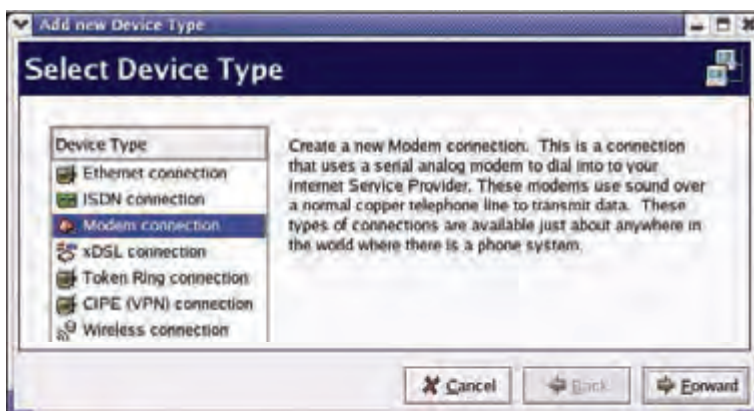 Add new Device Type
Select Device Type
Device Type
Ethernet connection
ISDN connection
Modem connection
xDSL connection
Token Ring connection
CIPE (VPN) connection
Wireless connection
Create a new Modem connection. This is a connection
that uses a serial analog modem to dial into to your
Internet Service Provider. These modems use sound over
a normal copper telephone line to transmit data. These
types of connections are available just about anywhere in
the world where there is a phone system.
Cancel
Back
Forward